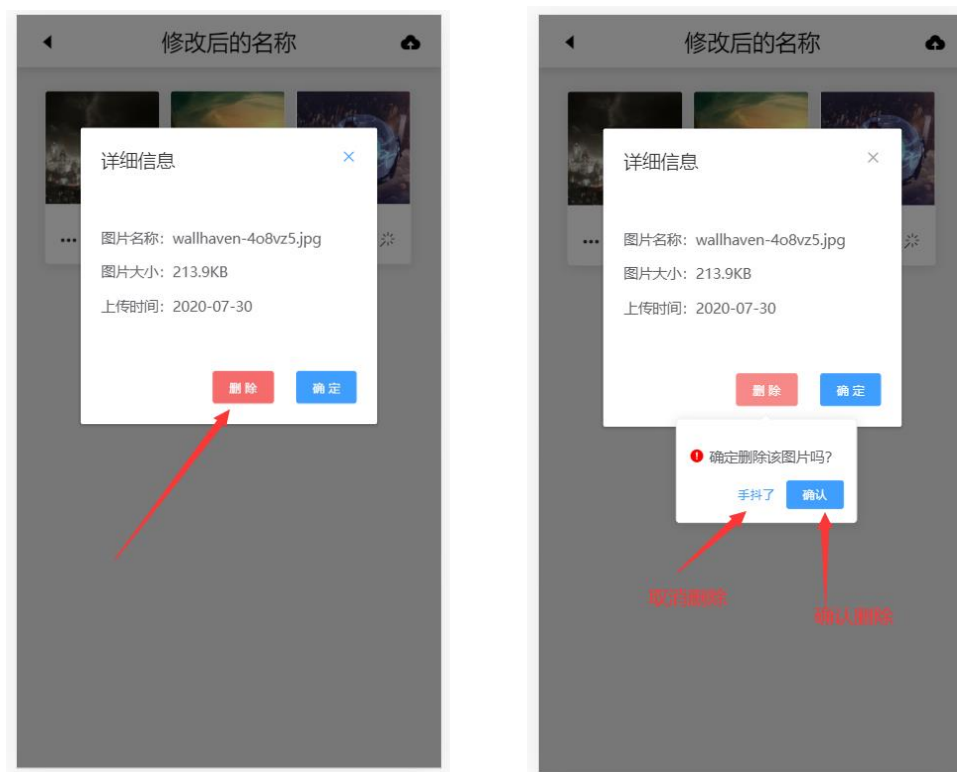 修改后的名称
详细信息
图片名称：wallhaven-4o8vz5.jpg
图片大小：213.9KB
上传时间：2020-07-30
删除 确定
修改后的名称
详细信息
图片名称：wallhaven-4o8vz5.jpg
图片大小：213.9KB
上传时间：2020-07-30
删除 确定
确定删除该图片吗?
手抖了 确认
取消删除
确认删除